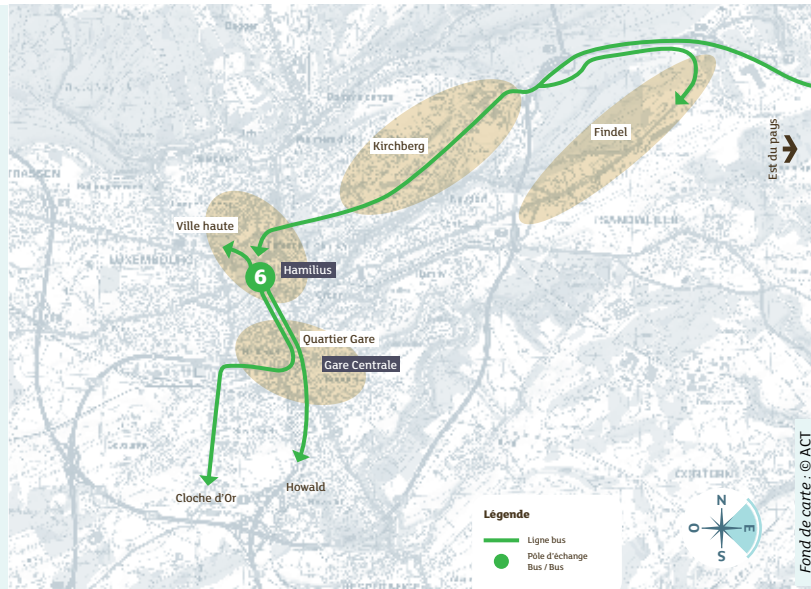 Kirchberg
Findel
Est du pays
Ville haute
6
Hamilius
Quartier Gare
Gare Centrale
Cloche d'Or
Howald
Légende
Ligne bus
Pôle d'échange
Bus / Bus
N
O
E
S
Fond de carte : © ACT